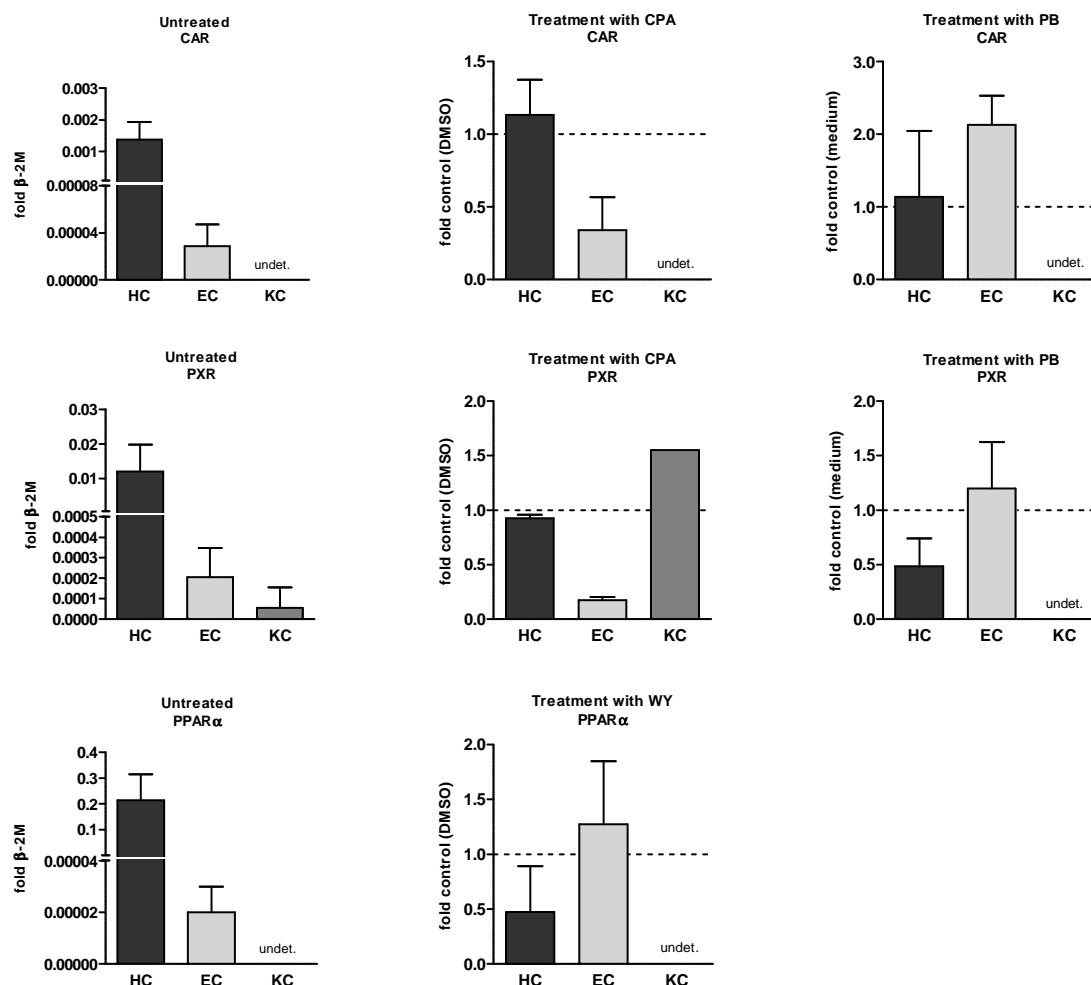 Untreated
CAR
fold β-2M
0.003
0.002
0.001
0.00008
0.00004
0.00000
undet.
HC EC KC
Treatment with CPA
CAR
fold control (DMSO)
1.5
1.0
0.5
0.0
undet.
HC EC KC
Treatment with PB
CAR
fold control (medium)
3.0
2.0
1.0
0.0
undet.
HC EC KC
Untreated
PXR
fold β-2M
0.03
0.02
0.01
0.0005
0.0004
0.0003
0.0002
0.0001
0.0000
HC EC KC
Treatment with CPA
PXR
fold control (DMSO)
2.0
1.5
1.0
0.5
0.0
HC EC KC
Treatment with PB
PXR
fold control (medium)
2.0
1.5
1.0
0.5
0.0
undet.
HC EC KC
Untreated
PPARα
fold β-2M
0.4
0.3
0.2
0.1
0.00004
0.00002
0.00000
undet.
HC EC KC
Treatment with WY
PPARα
fold control (DMSO)
2.0
1.5
1.0
0.5
0.0
undet.
HC EC KC